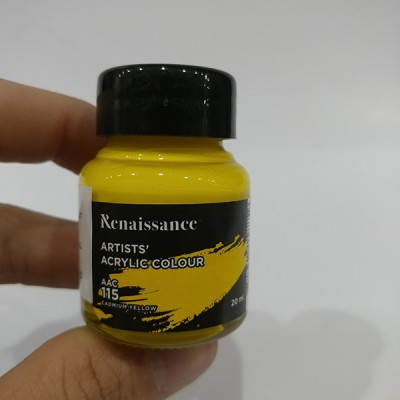 Renaissance
ARTISTS'
ACRYLIC COLOUR
AAC
115
CADMIUM YELLOW
20 mL